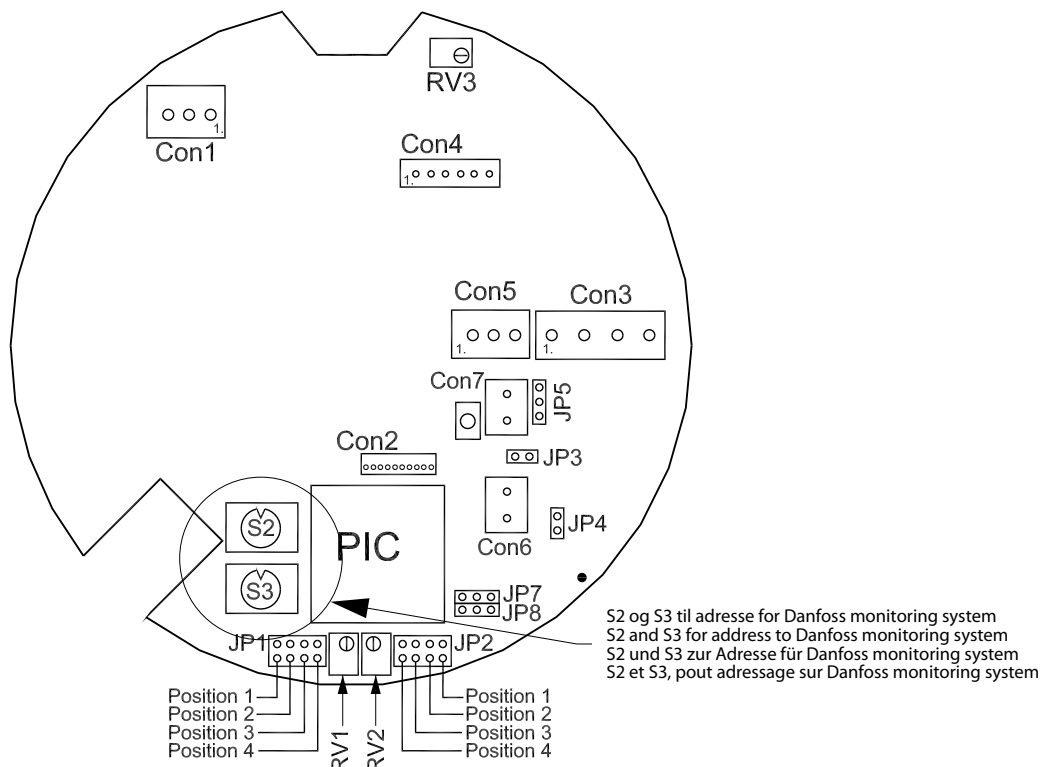 RV3
1.
Con1
Con4
1.
Con5
Con3
1.
1.
Con7
JP5
Con2
JP3
S2
PIC
JP4
Con6
S3
JP7
JP8
S2 og S3 til adresse for Danfoss monitoring system
S2 and S3 for address to Danfoss monitoring system
S2 und S3 zur Adresse für Danfoss monitoring system
S2 et S3, pout adressage sur Danfoss monitoring system
JP1
JP2
Position 1
Position 2
Position 3
Position 4
RV1
RV2
Position 1
Position 2
Position 3
Position 4